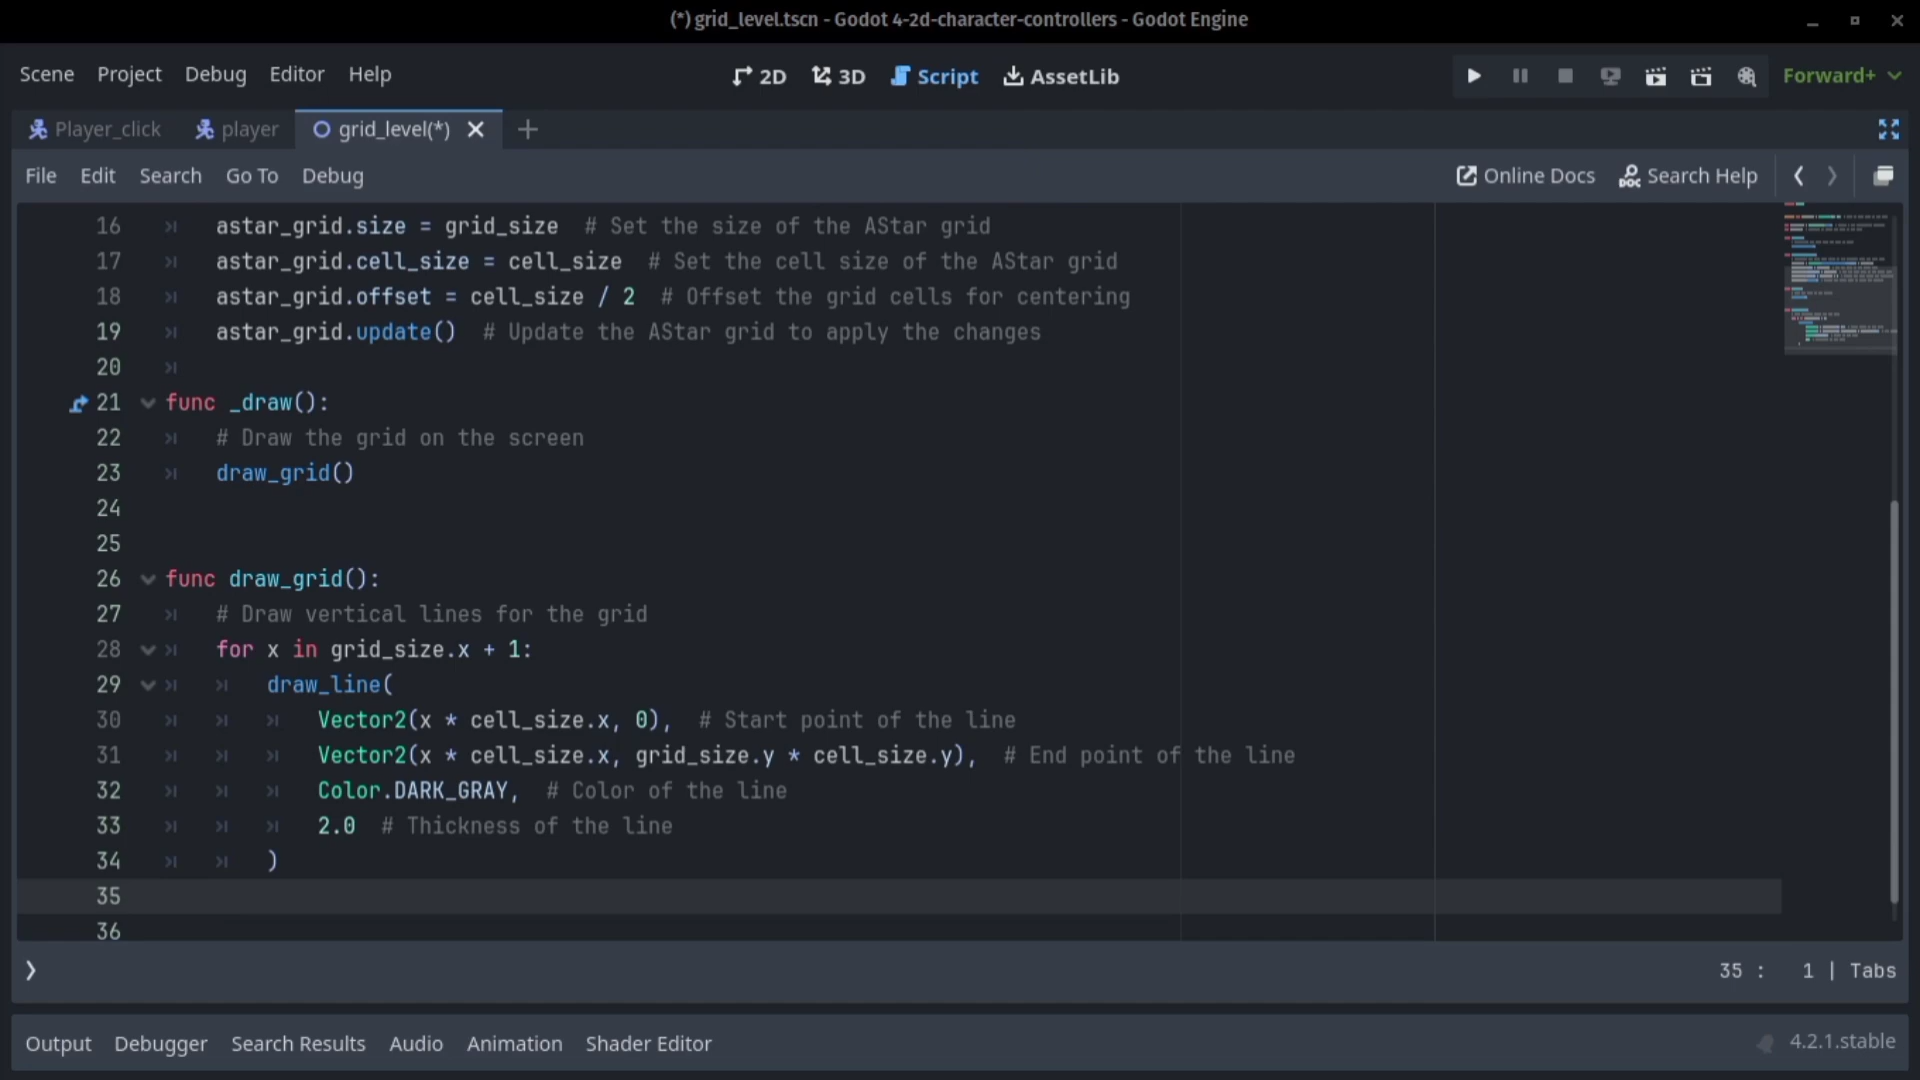 (*) grid_level.tscn - Godot 4-2d-character-controllers - Godot Engine
Scene Project Debug Editor Help 2D 3D Script AssetLib Forward+
Player_click player grid_level(*)
File Edit Search Go To Debug Online Docs Search Help
16 astar_grid.size = grid_size  # Set the size of the AStar grid
17 astar_grid.cell_size = cell_size  # Set the cell size of the AStar grid
18 astar_grid.offset = cell_size / 2  # Offset the grid cells for centering
19 astar_grid.update()  # Update the AStar grid to apply the changes
20
21 func _draw():
22 # Draw the grid on the screen
23 draw_grid()
24
25
26 func draw_grid():
27 # Draw vertical lines for the grid
28 for x in grid_size.x + 1:
29 draw_line(
30 Vector2(x * cell_size.x, 0),  # Start point of the line
31 Vector2(x * cell_size.x, grid_size.y * cell_size.y),  # End point of the line
32 Color.DARK_GRAY,  # Color of the line
33 2.0  # Thickness of the line
34 )
35
36
35 : 1 | Tabs
Output Debugger Search Results Audio Animation Shader Editor 4.2.1.stable